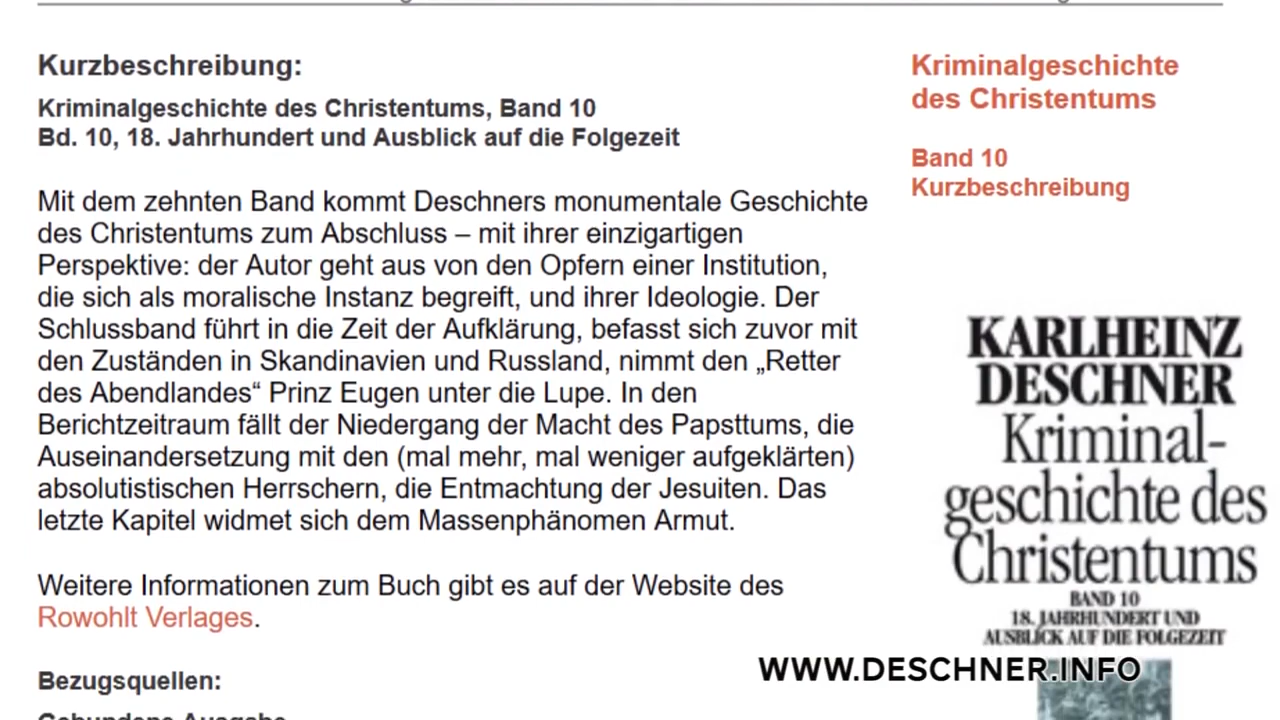 Kurzbeschreibung:
Kriminalgeschichte des Christentums, Band 10
Bd. 10, 18. Jahrhundert und Ausblick auf die Folgezeit
Mit dem zehnten Band kommt Deschners monumentale Geschichte
des Christentums zum Abschluss – mit ihrer einzigartigen
Perspektive: der Autor geht aus von den Opfern einer Institution,
die sich als moralische Instanz begreift, und ihrer Ideologie. Der
Schlussband führt in die Zeit der Aufklärung, befasst sich zuvor mit
den Zuständen in Skandinavien und Russland, nimmt den „Retter
des Abendlandes“ Prinz Eugen unter die Lupe. In den
Berichtzeitraum fällt der Niedergang der Macht des Papsttums, die
Auseinandersetzung mit den (mal mehr, mal weniger aufgeklärten)
absolutistischen Herrschern, die Entmachtung der Jesuiten. Das
letzte Kapitel widmet sich dem Massenphänomen Armut.
Weitere Informationen zum Buch gibt es auf der Website des
Rowohlt Verlages.
Bezugsquellen:
Gebundene Ausgabe
Kriminalgeschichte
des Christentums
Band 10
Kurzbeschreibung
KARLHEINZ
DESCHNER
Kriminal-
geschichte des
Christentums
BAND 10
18. JAHRHUNDERT UND
AUSBLICK AUF DIE FOLGEZEIT
WWW.DESCHNER.INFO